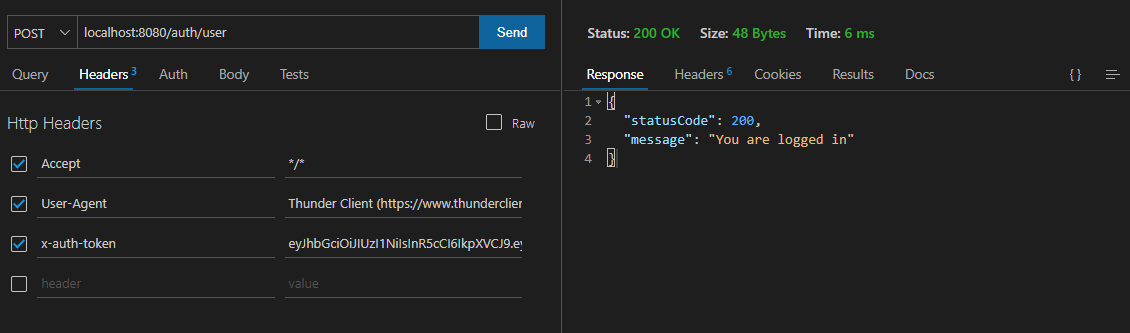 POST localhost:8080/auth/user Send
Query Headers 3 Auth Body Tests
Http Headers Raw
Accept */*
User-Agent Thunder Client (https://www.thunderclien
x-auth-token eyJhbGciOiJIUzI1NiIsInR5cCI6IkpXVCJ9.ey
header value
Status: 200 OK Size: 48 Bytes Time: 6 ms
Response Headers 6 Cookies Results Docs {}
1 {
2 "statusCode": 200,
3 "message": "You are logged in"
4 }